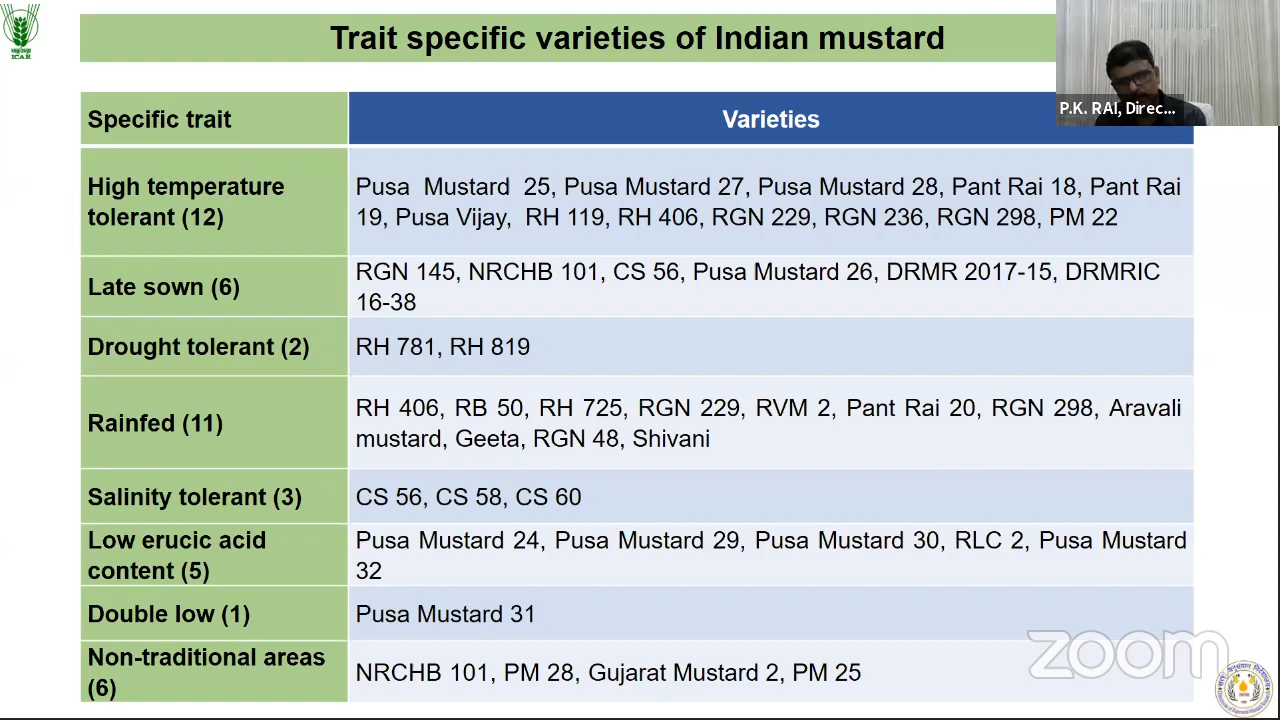 ICAR
Trait specific varieties of Indian mustard
P.K. RAI, Direc...
Specific trait
Varieties
High temperature
tolerant (12)
Pusa Mustard 25, Pusa Mustard 27, Pusa Mustard 28, Pant Rai 18, Pant Rai
19, Pusa Vijay, RH 119, RH 406, RGN 229, RGN 236, RGN 298, PM 22
Late sown (6)
RGN 145, NRCHB 101, CS 56, Pusa Mustard 26, DRMR 2017-15, DRMRIC
16-38
Drought tolerant (2)
RH 781, RH 819
Rainfed (11)
RH 406, RB 50, RH 725, RGN 229, RVM 2, Pant Rai 20, RGN 298, Aravali
mustard, Geeta, RGN 48, Shivani
Salinity tolerant (3)
CS 56, CS 58, CS 60
Low erucic acid
content (5)
Pusa Mustard 24, Pusa Mustard 29, Pusa Mustard 30, RLC 2, Pusa Mustard
32
Double low (1)
Pusa Mustard 31
Non-traditional areas
(6)
NRCHB 101, PM 28, Gujarat Mustard 2, PM 25
zoom